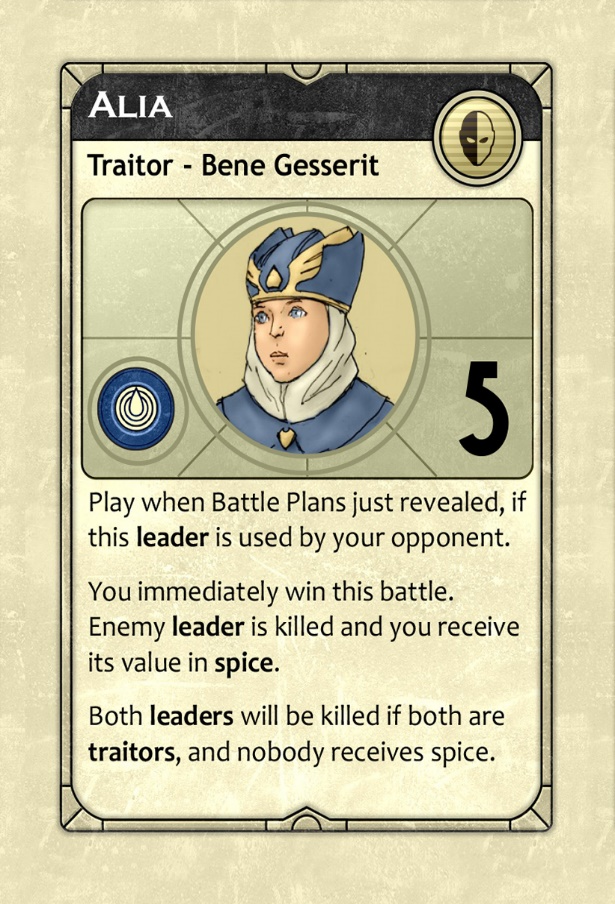 Alia
Traitor - Bene Gesserit
5
Play when Battle Plans just revealed, if
this leader is used by your opponent.
You immediately win this battle.
Enemy leader is killed and you receive
its value in spice.
Both leaders will be killed if both are
traitors, and nobody receives spice.